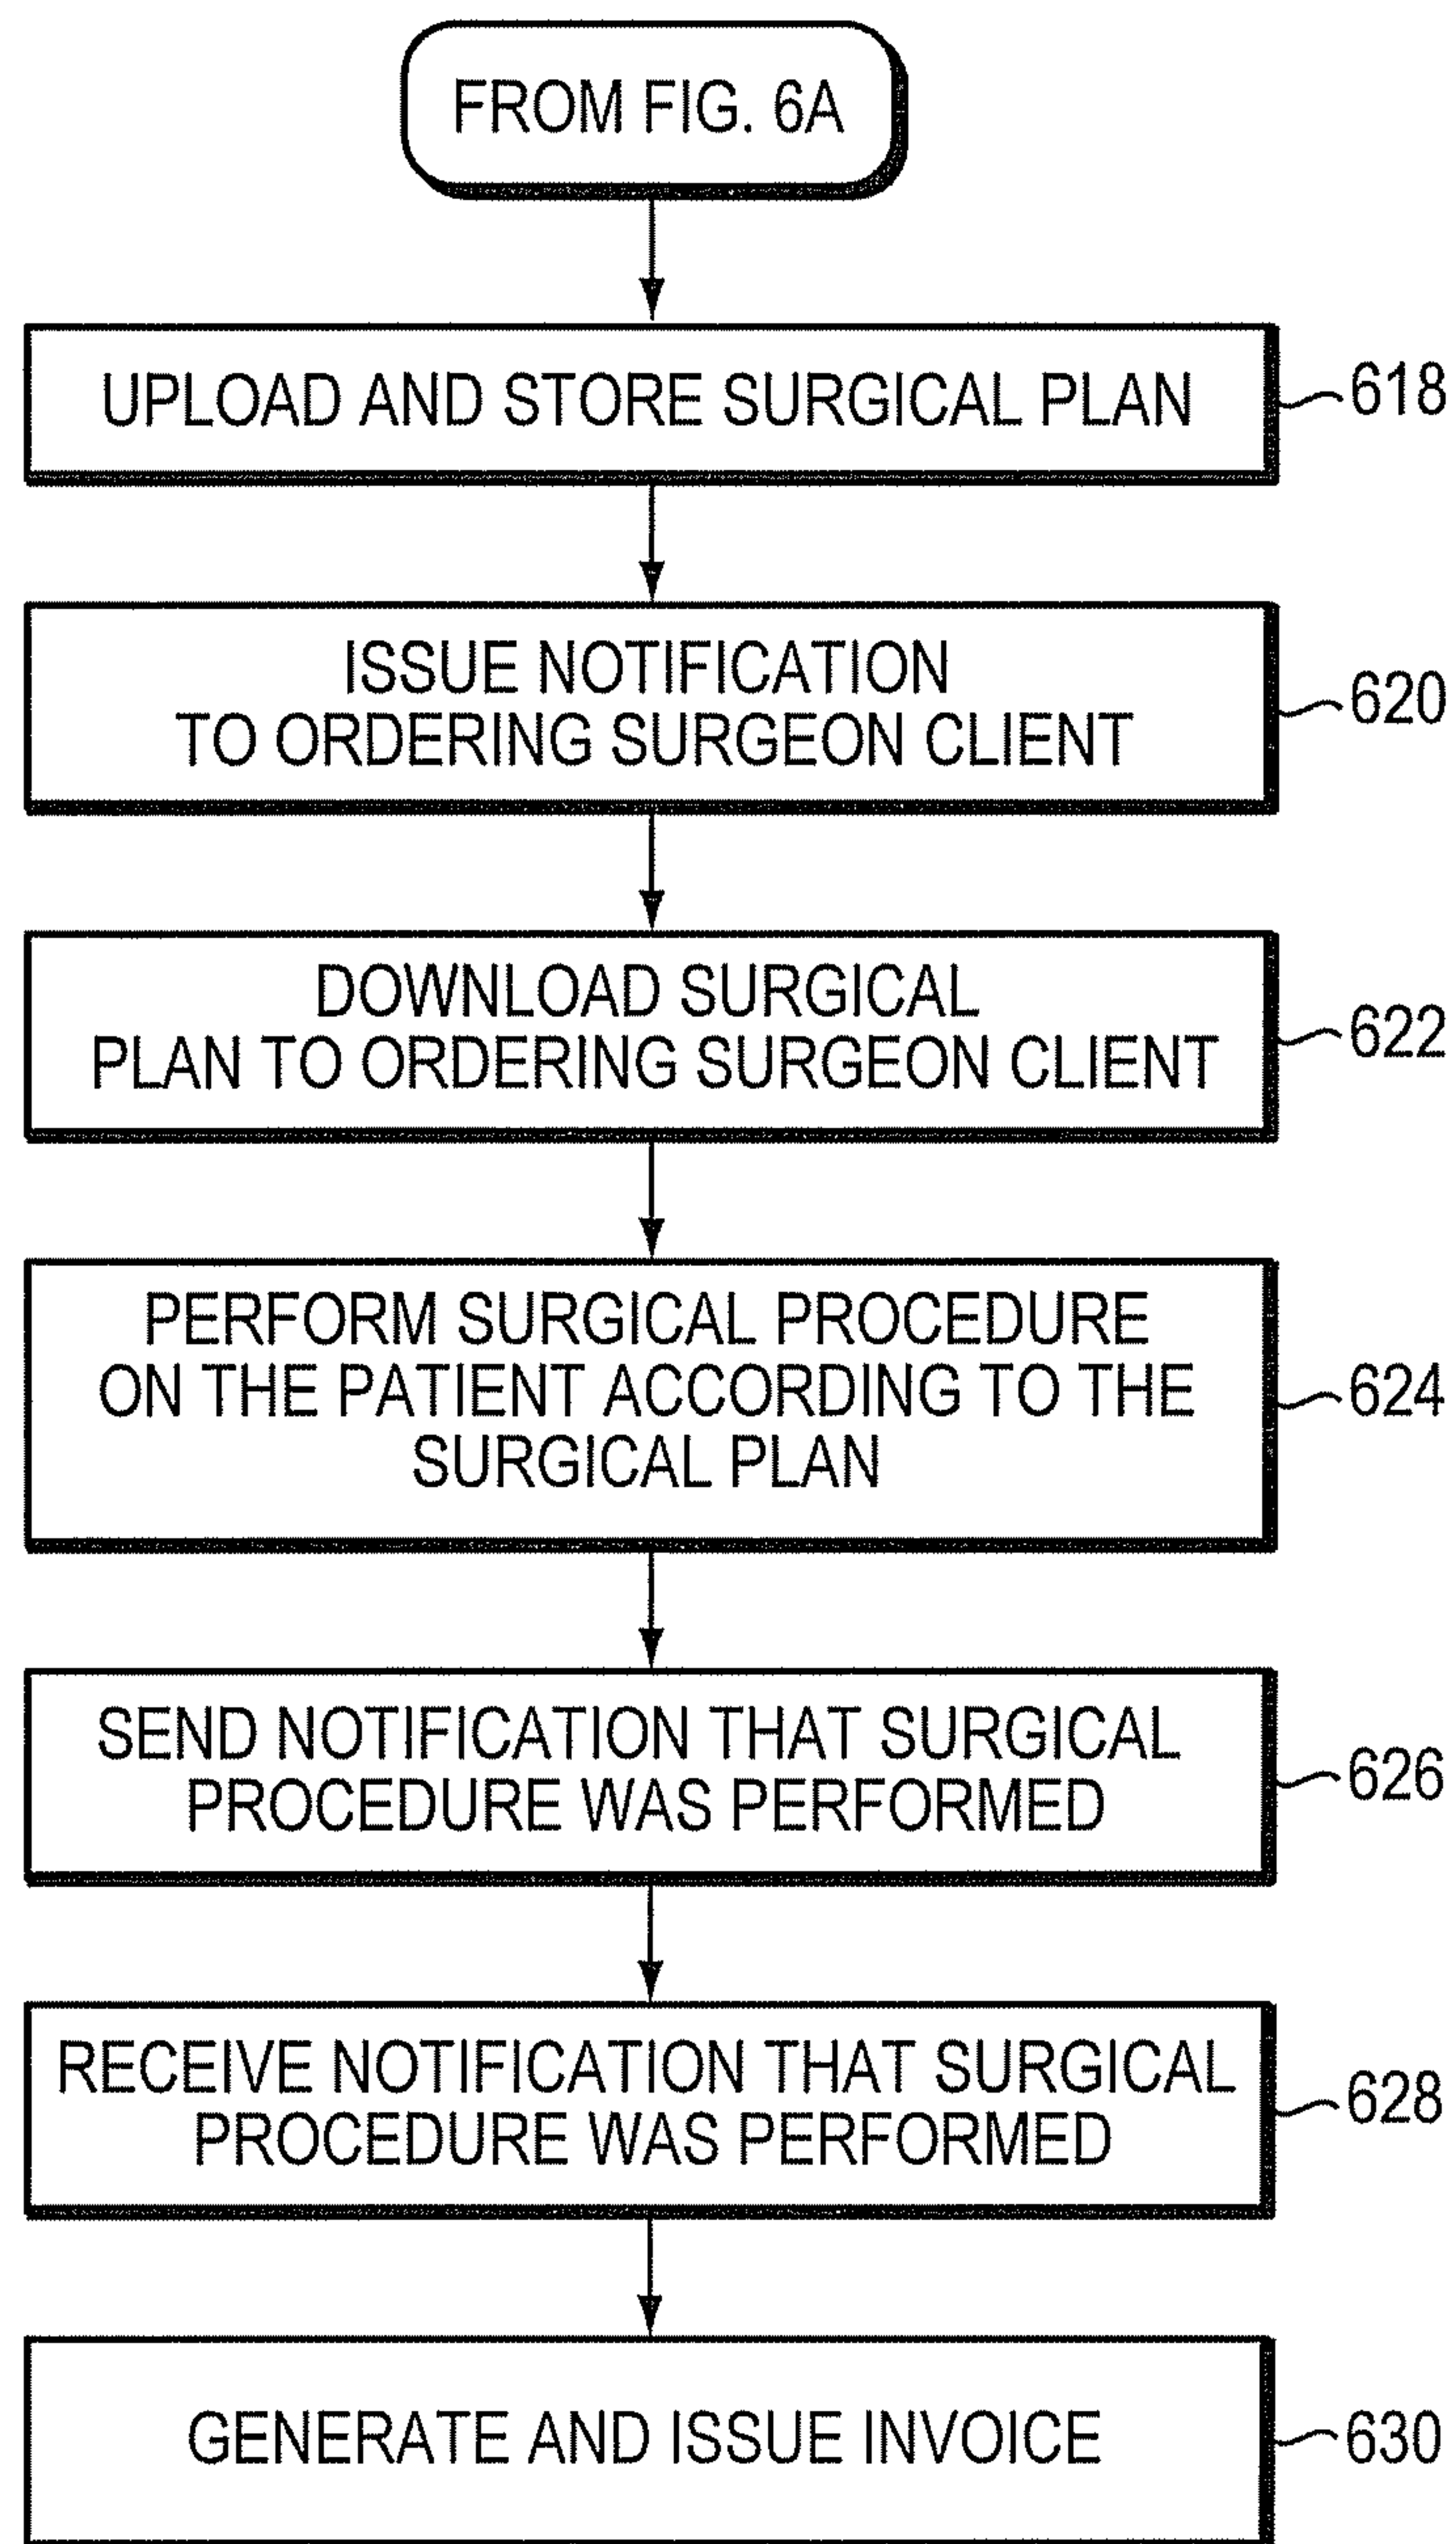 FROM FIG. 6A
UPLOAD AND STORE SURGICAL PLAN
618
ISSUE NOTIFICATION
TO ORDERING SURGEON CLIENT
620
DOWNLOAD SURGICAL
PLAN TO ORDERING SURGEON CLIENT
622
PERFORM SURGICAL PROCEDURE
ON THE PATIENT ACCORDING TO THE
SURGICAL PLAN
624
SEND NOTIFICATION THAT SURGICAL
PROCEDURE WAS PERFORMED
626
RECEIVE NOTIFICATION THAT SURGICAL
PROCEDURE WAS PERFORMED
628
GENERATE AND ISSUE INVOICE
630